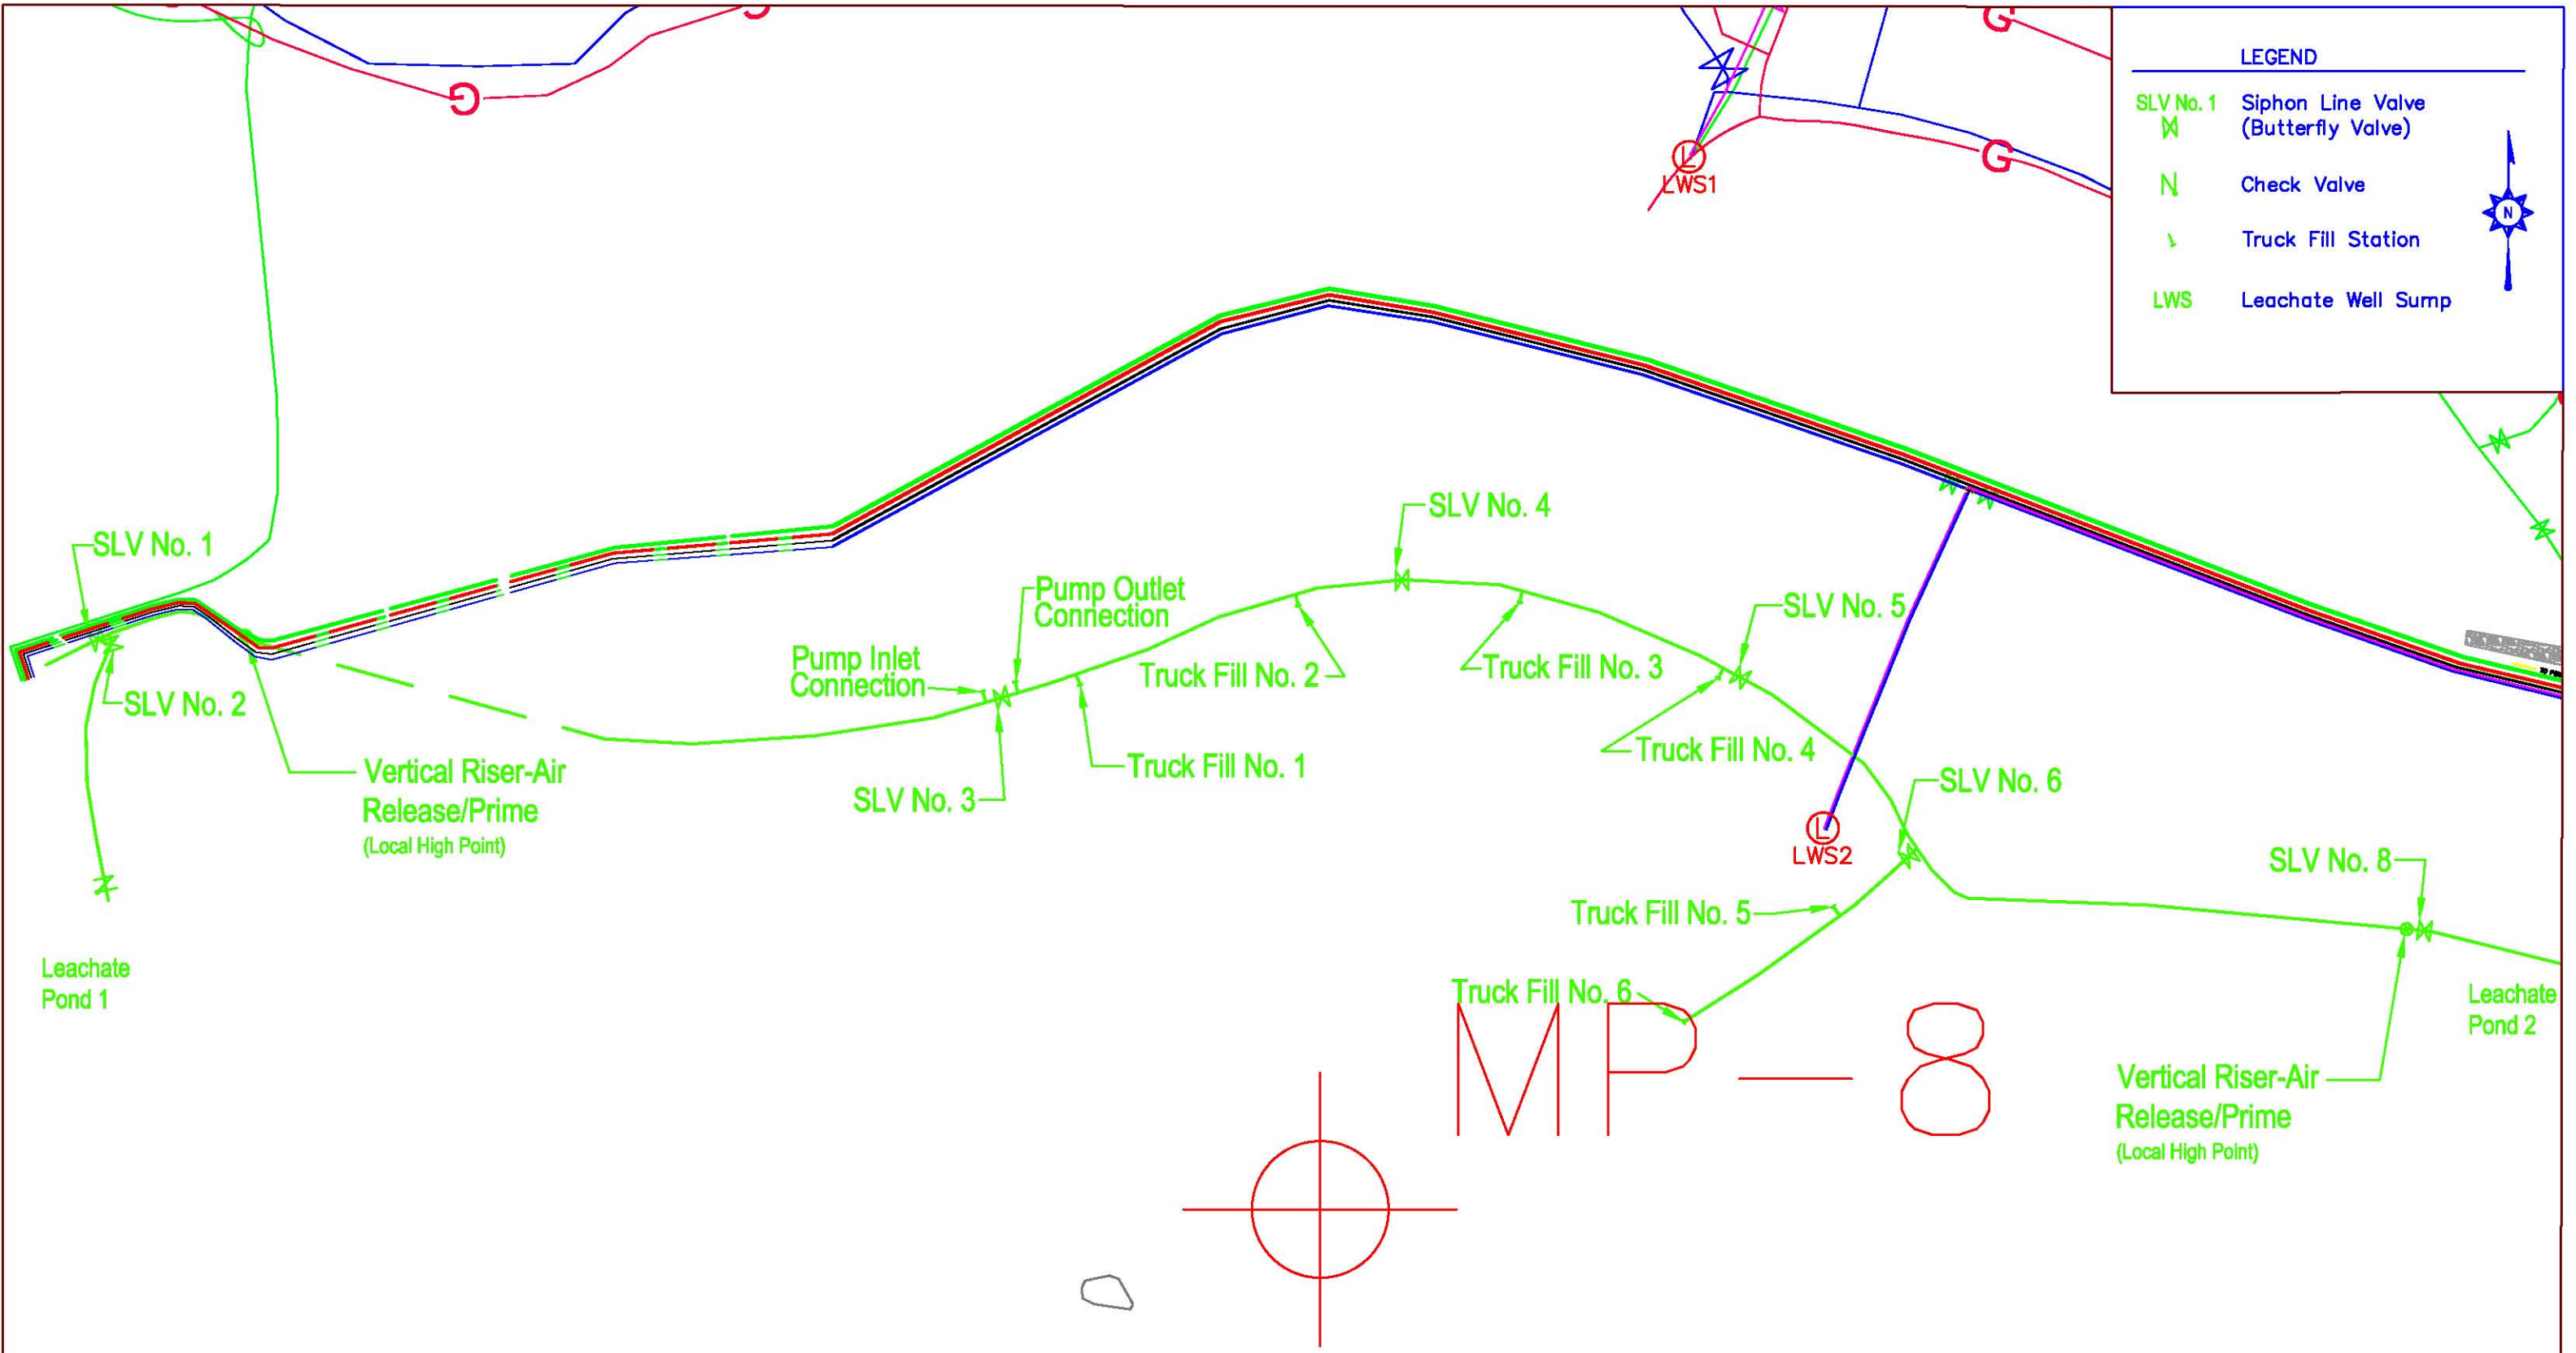 G
G
G
G
LWS1
LEGEND
SLV No. 1 Siphon Line Valve
(Butterfly Valve)
Check Valve
Truck Fill Station
LWS Leachate Well Sump
N
SLV No. 1
SLV No. 2
Vertical Riser-Air
Release/Prime
(Local High Point)
Leachate
Pond 1
Pump Inlet
Connection
Pump Outlet
Connection
SLV No. 3
Truck Fill No. 1
Truck Fill No. 2
SLV No. 4
Truck Fill No. 3
SLV No. 5
Truck Fill No. 4
L
LWS2
SLV No. 6
Truck Fill No. 5
Truck Fill No. 6
SLV No. 8
Leachate
Pond 2
Vertical Riser-Air
Release/Prime
(Local High Point)
MP-8